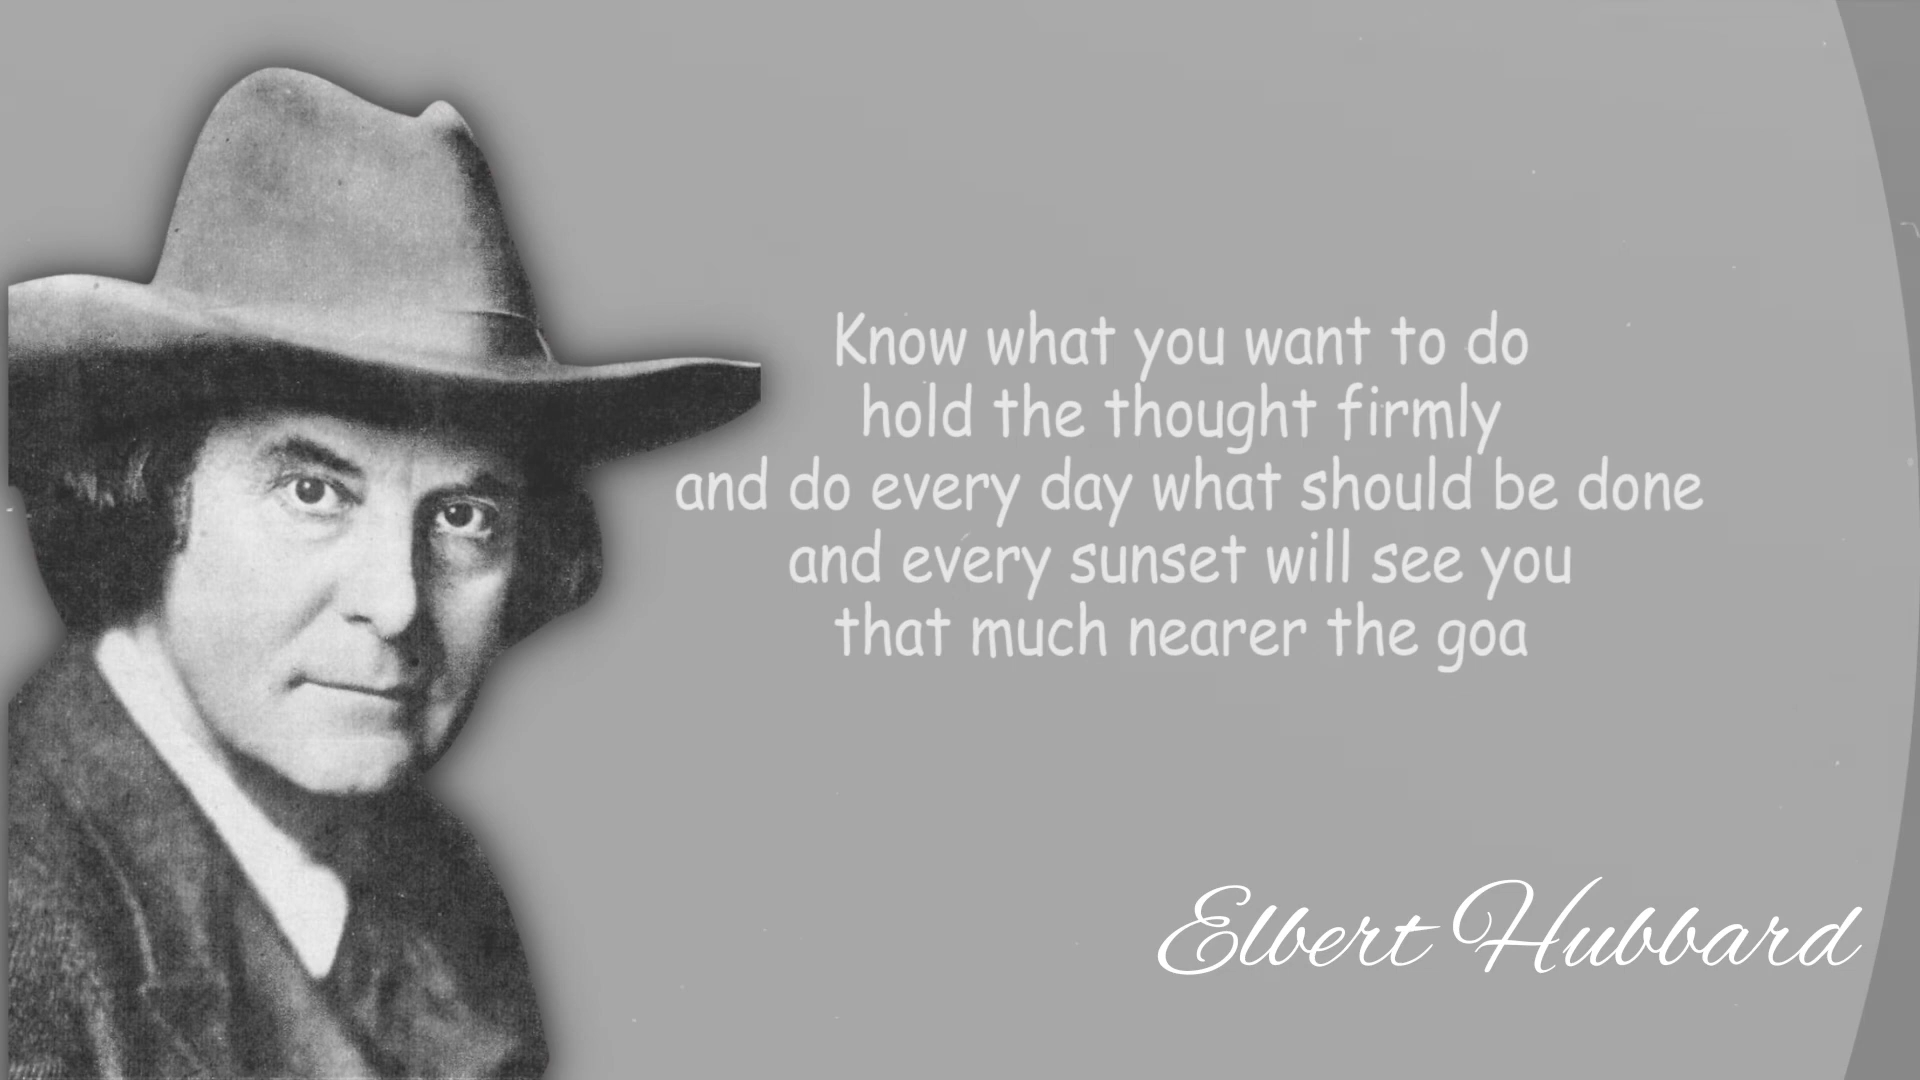 Know what you want to do
hold the thought firmly
and do every day what should be done
and every sunset will see you
that much nearer the goa
Elbert Hubbard